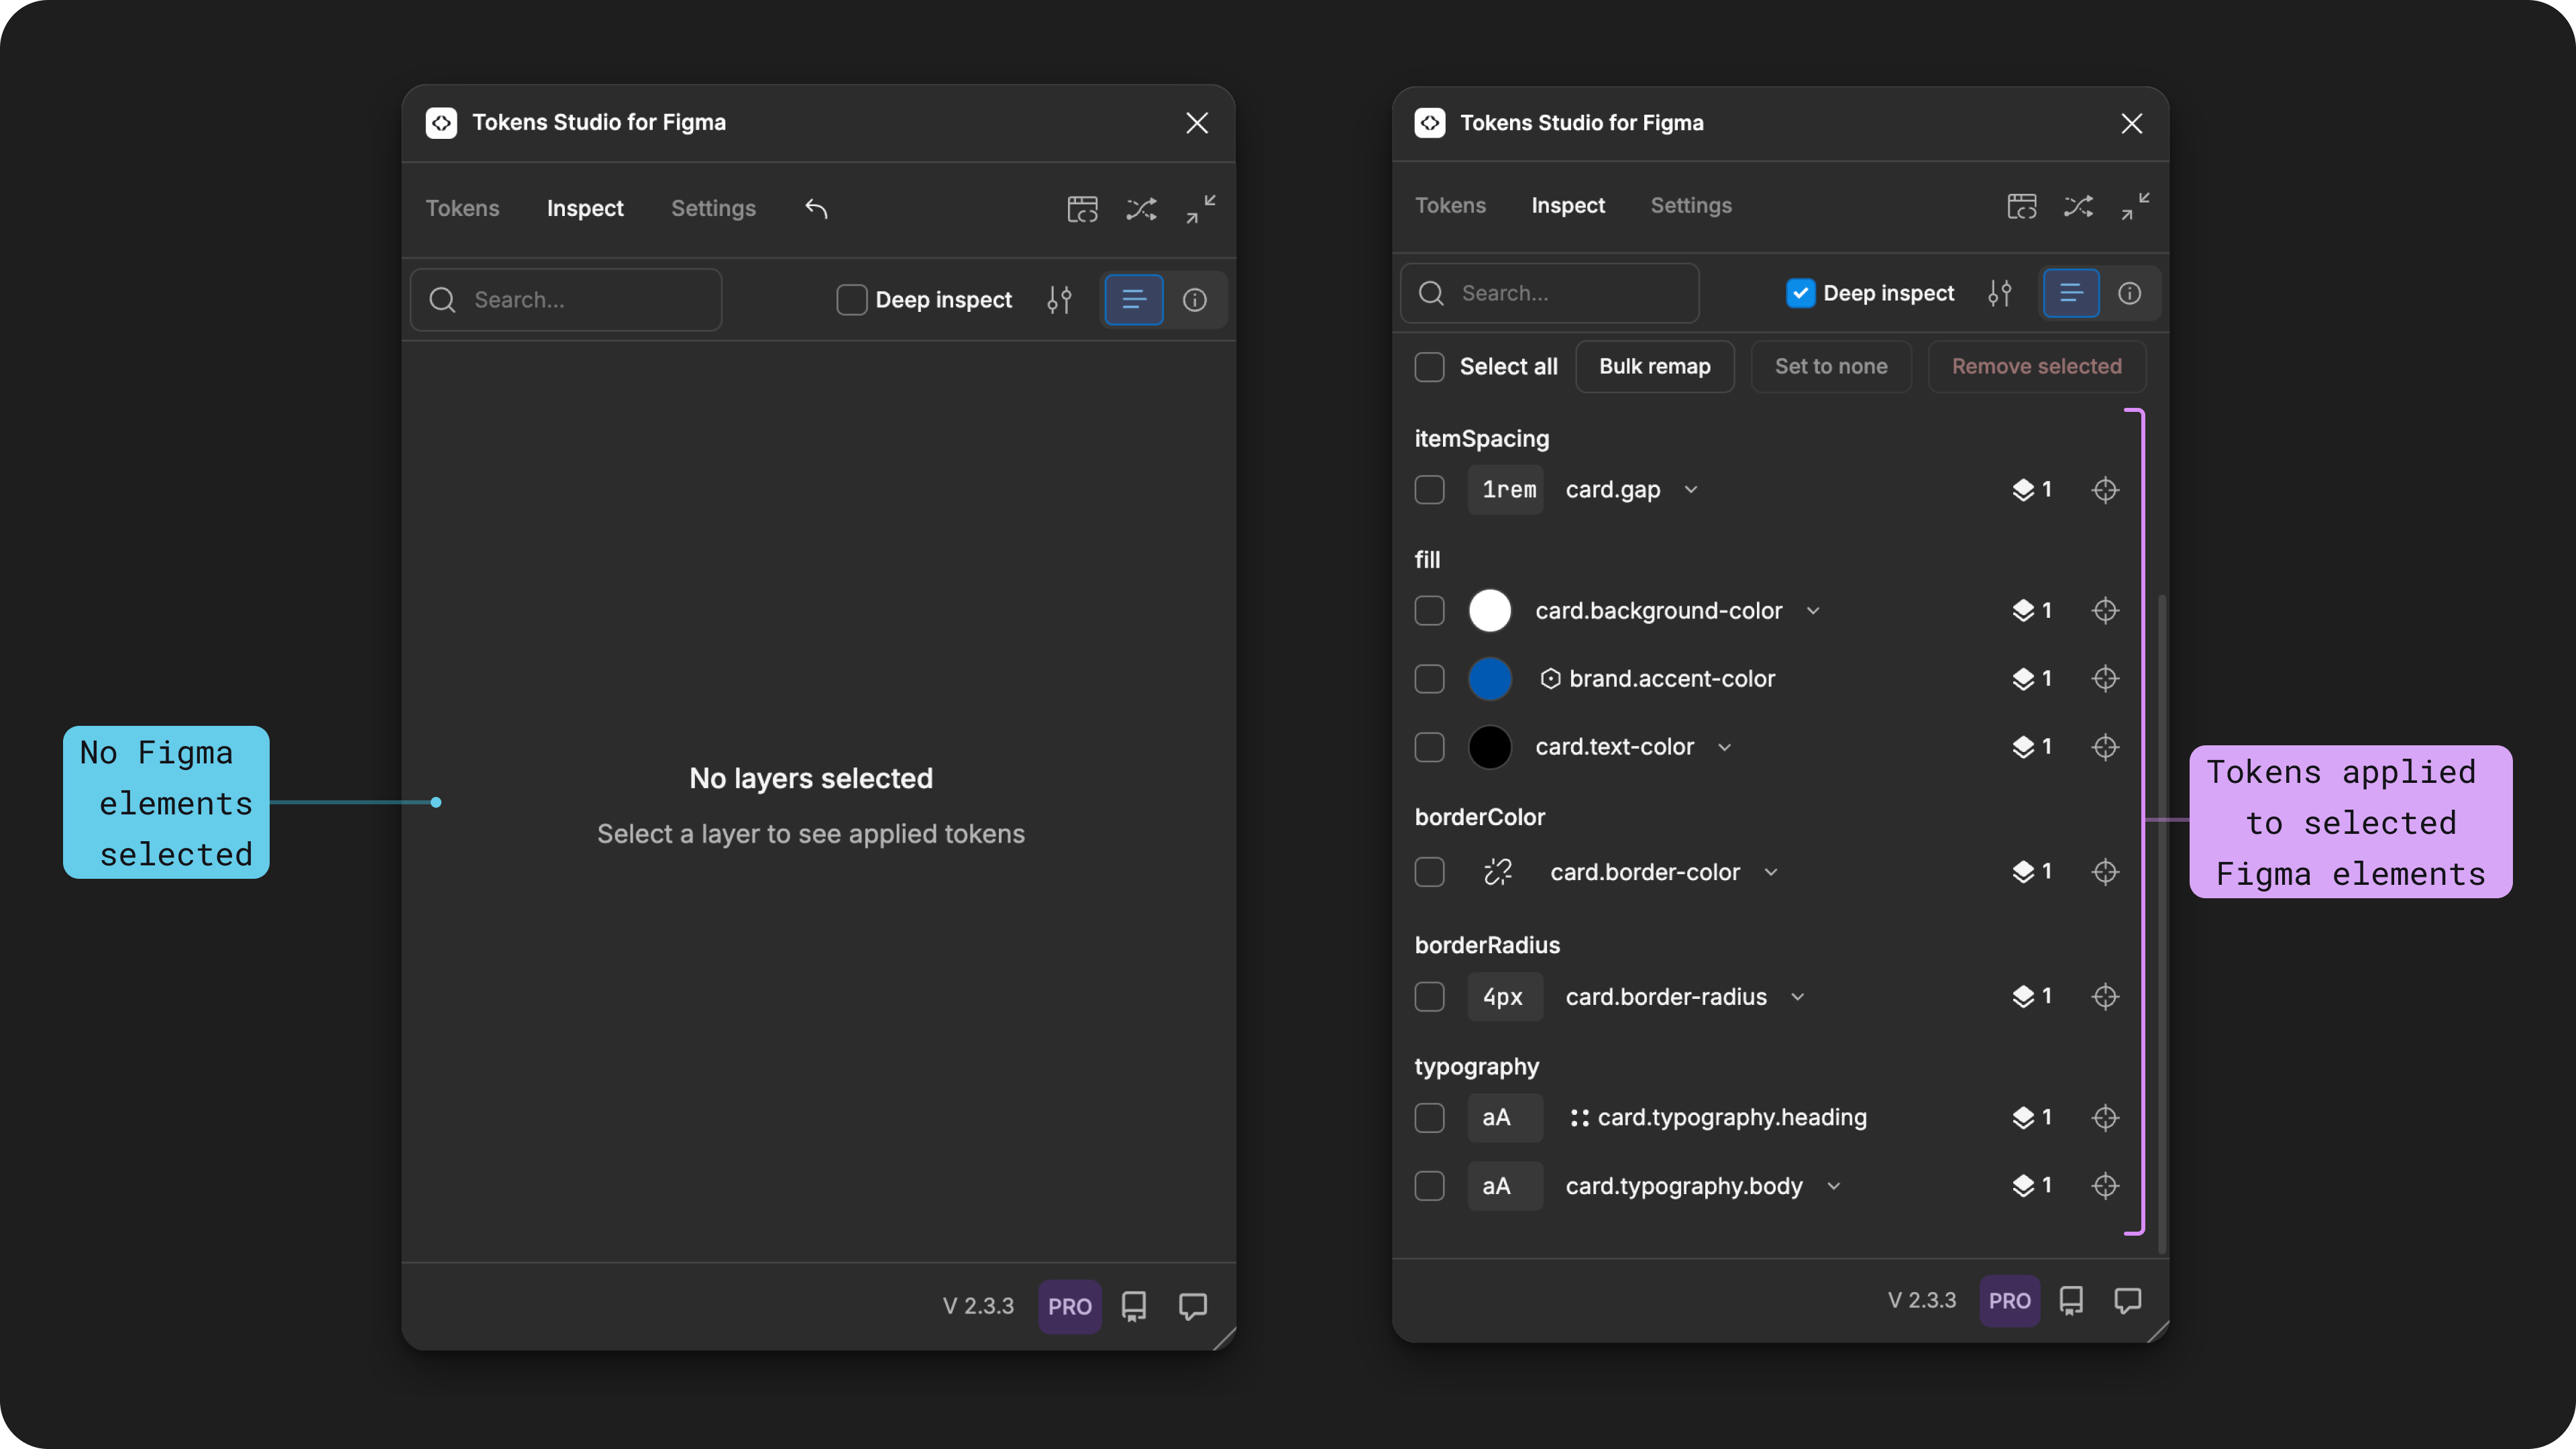 Tokens Studio for Figma
Tokens Inspect Settings
Search...
Deep inspect
No layers selected
Select a layer to see applied tokens
V 2.3.3 PRO
No Figma
elements
selected
Tokens Studio for Figma
Tokens Inspect Settings
Search...
Deep inspect
Select all Bulk remap Set to none Remove selected
itemSpacing
1rem card.gap 1
fill
card.background-color 1
brand.accent-color 1
card.text-color 1
borderColor
card.border-color 1
borderRadius
4px card.border-radius 1
typography
aA card.typography.heading 1
aA card.typography.body 1
V 2.3.3 PRO
Tokens applied
to selected
Figma elements